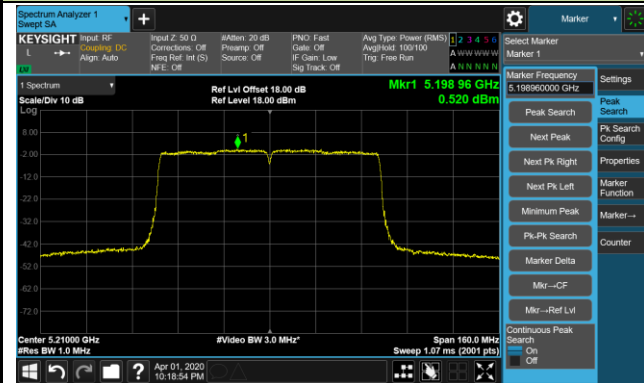 Spectrum Analyzer 1
Swept SA
+
Marker
KEYSIGHT
L
Input: RF
Coupling: DC
Align: Auto
Input Z: 50 Ω
Corrections: Off
Freq Ref: Int (S)
NFE: Off
#Atten: 20 dB
Preamp: Off
Source: Off
PNO: Fast
Gate: Off
IF Gain: Low
Sig Track: Off
Avg Type: Power (RMS)
Avg|Hold: 100/100
Trig: Free Run
1 2 3 4 5 6
A W W W W W
A N N N N N
Select Marker
Marker 1
1 Spectrum
Scale/Div 10 dB
Log
Ref Lvl Offset 18.00 dB
Ref Level 18.00 dBm
Mkr1 5.198 96 GHz
0.520 dBm
8.00
-2.00
-12.0
-22.0
-32.0
-42.0
-52.0
-62.0
-72.0
1
Center 5.21000 GHz
#Res BW 1.0 MHz
#Video BW 3.0 MHz*
Span 160.0 MHz
Sweep 1.07 ms (2001 pts)
Marker Frequency
5.198960000 GHz
Peak Search
Next Peak
Next Pk Right
Next Pk Left
Minimum Peak
Pk-Pk Search
Marker Delta
Mkr→CF
Mkr→Ref Lvl
Continuous Peak
Search
On
Off
Settings
Peak
Search
Pk Search
Config
Properties
Marker
Function
Marker→
Counter
?
Apr 01, 2020
10:18:54 PM